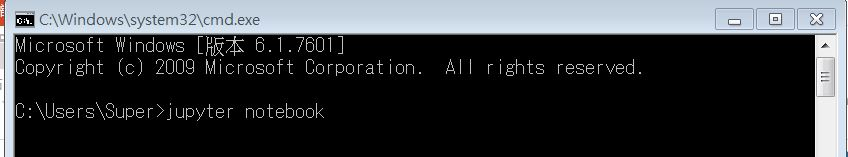 C:\Windows\system32\cmd.exe
Microsoft Windows [版本 6.1.7601]
Copyright (c) 2009 Microsoft Corporation.  All rights reserved.
C:\Users\Super>jupyter notebook